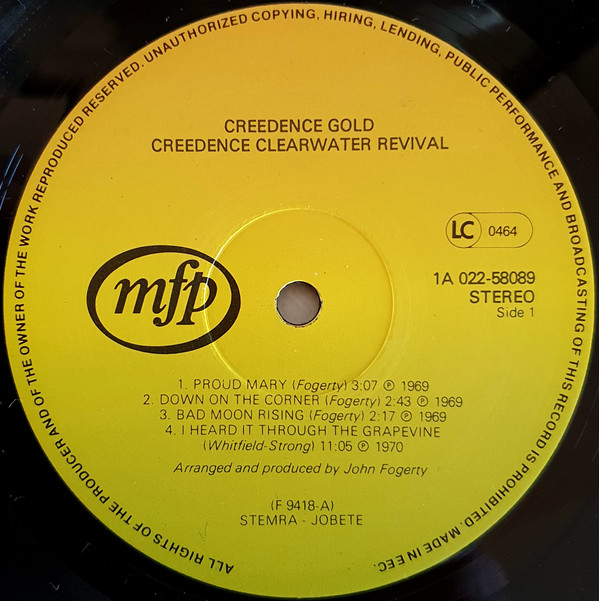 ALL RIGHTS OF THE PRODUCER AND OF THE OWNER OF THE WORK REPRODUCED RESERVED. UNAUTHORIZED COPYING, HIRING, LENDING, PUBLIC PERFORMANCE AND BROADCASTING OF THIS RECORD IS PROHIBITED. MADE IN EEC.
CREEDENCE GOLD
CREEDENCE CLEARWATER REVIVAL
LC 0464
mfp
1A 022-58089
STEREO
Side 1
1. PROUD MARY (Fogerty) 3:07 ℗ 1969
2. DOWN ON THE CORNER (Fogerty) 2:43 ℗ 1969
3. BAD MOON RISING (Fogerty) 2:17 ℗ 1969
4. I HEARD IT THROUGH THE GRAPEVINE
(Whitfield-Strong) 11:05 ℗ 1970
Arranged and produced by John Fogerty
(F 9418-A)
STEMRA - JOBETE